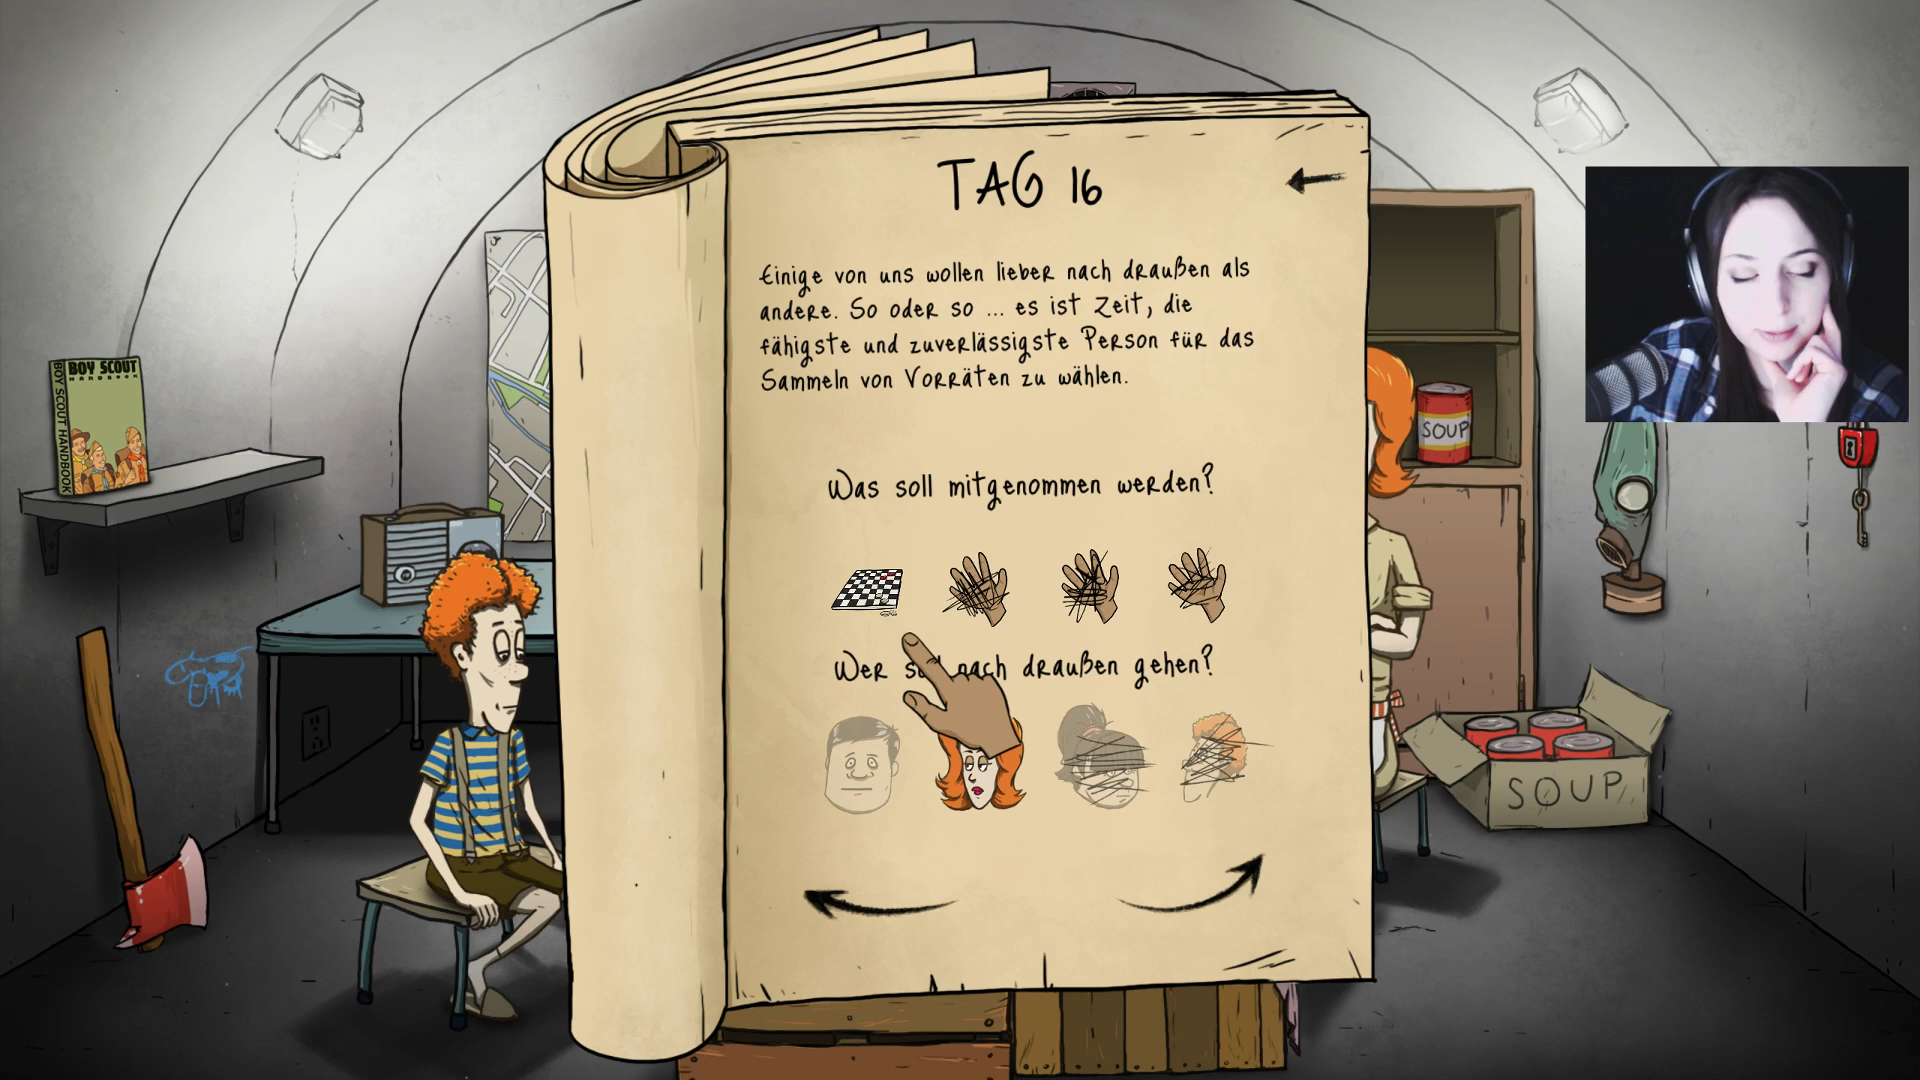 TAG 16
Einige von uns wollen lieber nach draußen als
andere. So oder so ... es ist Zeit, die
fähigste und zuverlässigste Person für das
Sammeln von Vorräten zu wählen.
Was soll mitgenommen werden?
Wer nach draußen gehen?
BOY SCOUT
HANDBOOK
BOY SCOUT HANDBOOK
SOUP
SOUP